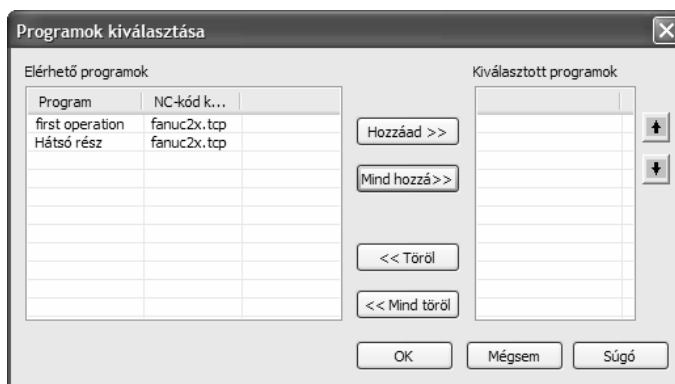 Programok kiválasztása
Elérhető programok
Kiválasztott programok
Program NC-kód k...
first operation fanuc2x.tcp
Hátsó rész fanuc2x.tcp
Hozzáad >>
Mind hozzá>>
<< Töröl
<< Mind töröl
OK Mégsem Súgó